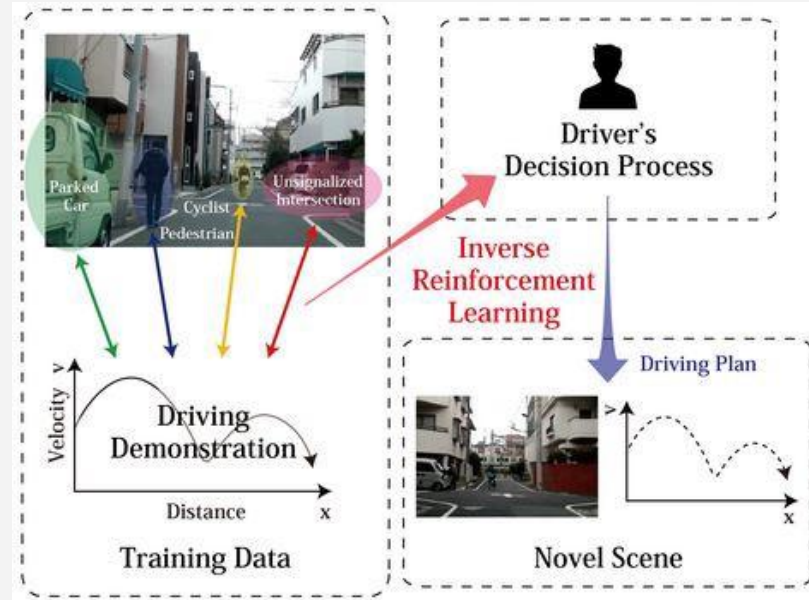 Parked
Car
Cyclist
Pedestrian
Unsignalized
Intersection
Velocity v
Driving
Demonstration
Distance
x
Training Data
Driver's
Decision Process
Inverse
Reinforcement
Learning
Driving Plan
v
x
Novel Scene